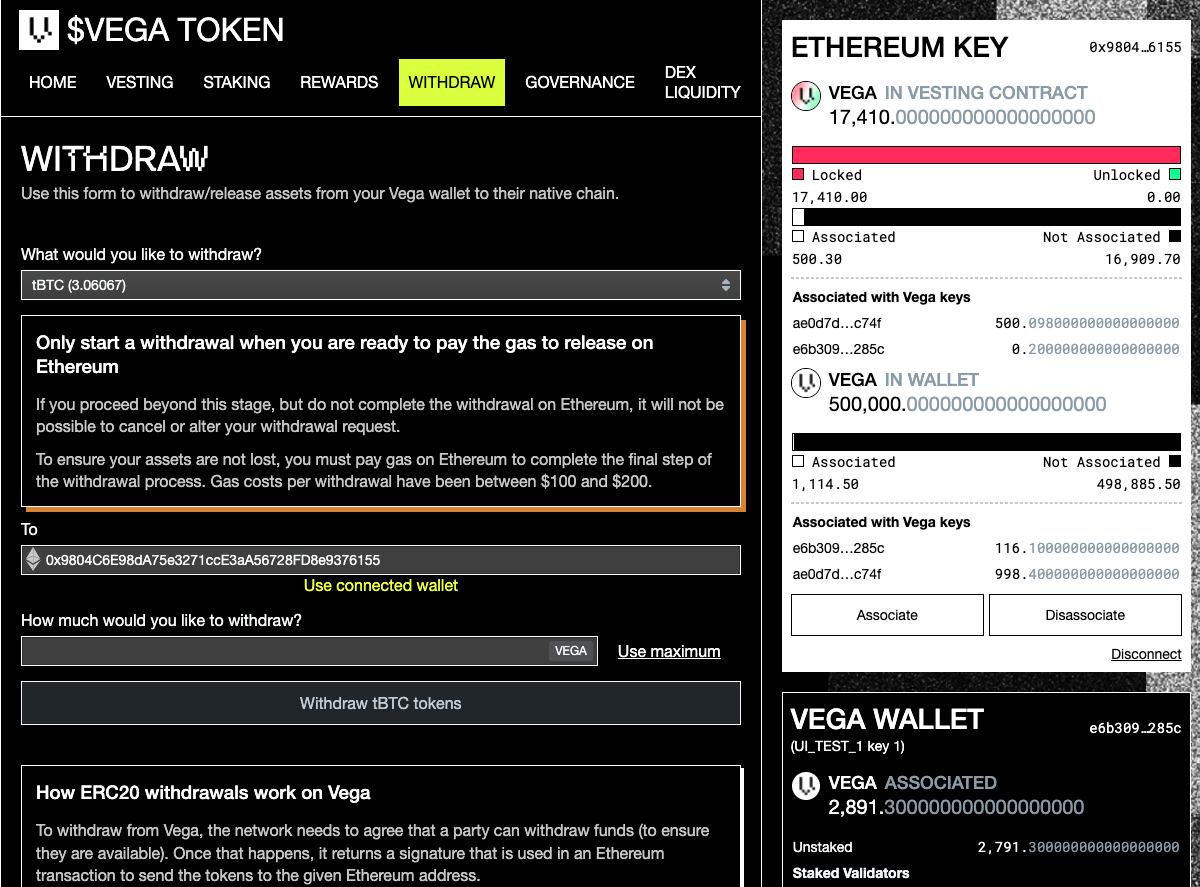 $VEGA TOKEN
HOME
VESTING
STAKING
REWARDS
WITHDRAW
GOVERNANCE
DEX
LIQUIDITY
WITHDRAW
Use this form to withdraw/release assets from your Vega wallet to their native chain.
What would you like to withdraw?
tBTC (3.06067)
Only start a withdrawal when you are ready to pay the gas to release on
Ethereum
If you proceed beyond this stage, but do not complete the withdrawal on Ethereum, it will not be
possible to cancel or alter your withdrawal request.
To ensure your assets are not lost, you must pay gas on Ethereum to complete the final step of
the withdrawal process. Gas costs per withdrawal have been between $100 and $200.
To
0x9804C6E98dA75e3271ccE3aA56728FD8e9376155
Use connected wallet
How much would you like to withdraw?
VEGA
Use maximum
Withdraw tBTC tokens
How ERC20 withdrawals work on Vega
To withdraw from Vega, the network needs to agree that a party can withdraw funds (to ensure
they are available). Once that happens, it returns a signature that is used in an Ethereum
transaction to send the tokens to the given Ethereum address.
ETHEREUM KEY
0x9804…6155
VEGA IN VESTING CONTRACT
17,410.000000000000000000
Locked
Unlocked
17,410.00
0.00
Associated
Not Associated
500.30
16,909.70
Associated with Vega keys
ae0d7d…c74f
500.098000000000000000
e6b309…285c
0.200000000000000000
VEGA IN WALLET
500,000.000000000000000000
Associated
Not Associated
1,114.50
498,885.50
Associated with Vega keys
e6b309…285c
116.100000000000000000
ae0d7d…c74f
998.400000000000000000
Associate
Disassociate
Disconnect
VEGA WALLET
e6b309…285c
(UI_TEST_1 key 1)
VEGA ASSOCIATED
2,891.300000000000000000
Unstaked
2,791.300000000000000000
Staked Validators